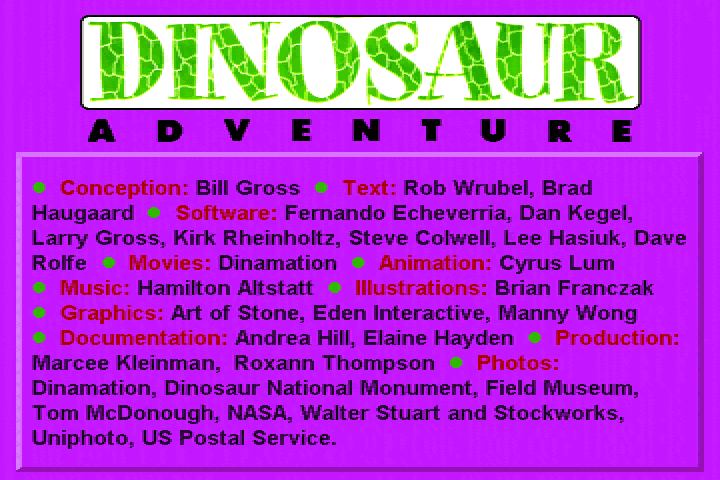 DINOSAUR
ADVENTURE
● Conception: Bill Gross ● Text: Rob Wrubel, Brad
Haugaard ● Software: Fernando Echeverria, Dan Kegel,
Larry Gross, Kirk Rheinholtz, Steve Colwell, Lee Hasiuk, Dave
Rolfe ● Movies: Dinamation ● Animation: Cyrus Lum
● Music: Hamilton Altstatt ● Illustrations: Brian Franczak
● Graphics: Art of Stone, Eden Interactive, Manny Wong
● Documentation: Andrea Hill, Elaine Hayden ● Production:
Marcee Kleinman, Roxann Thompson ● Photos:
Dinamation, Dinosaur National Monument, Field Museum,
Tom McDonough, NASA, Walter Stuart and Stockworks,
Uniphoto, US Postal Service.